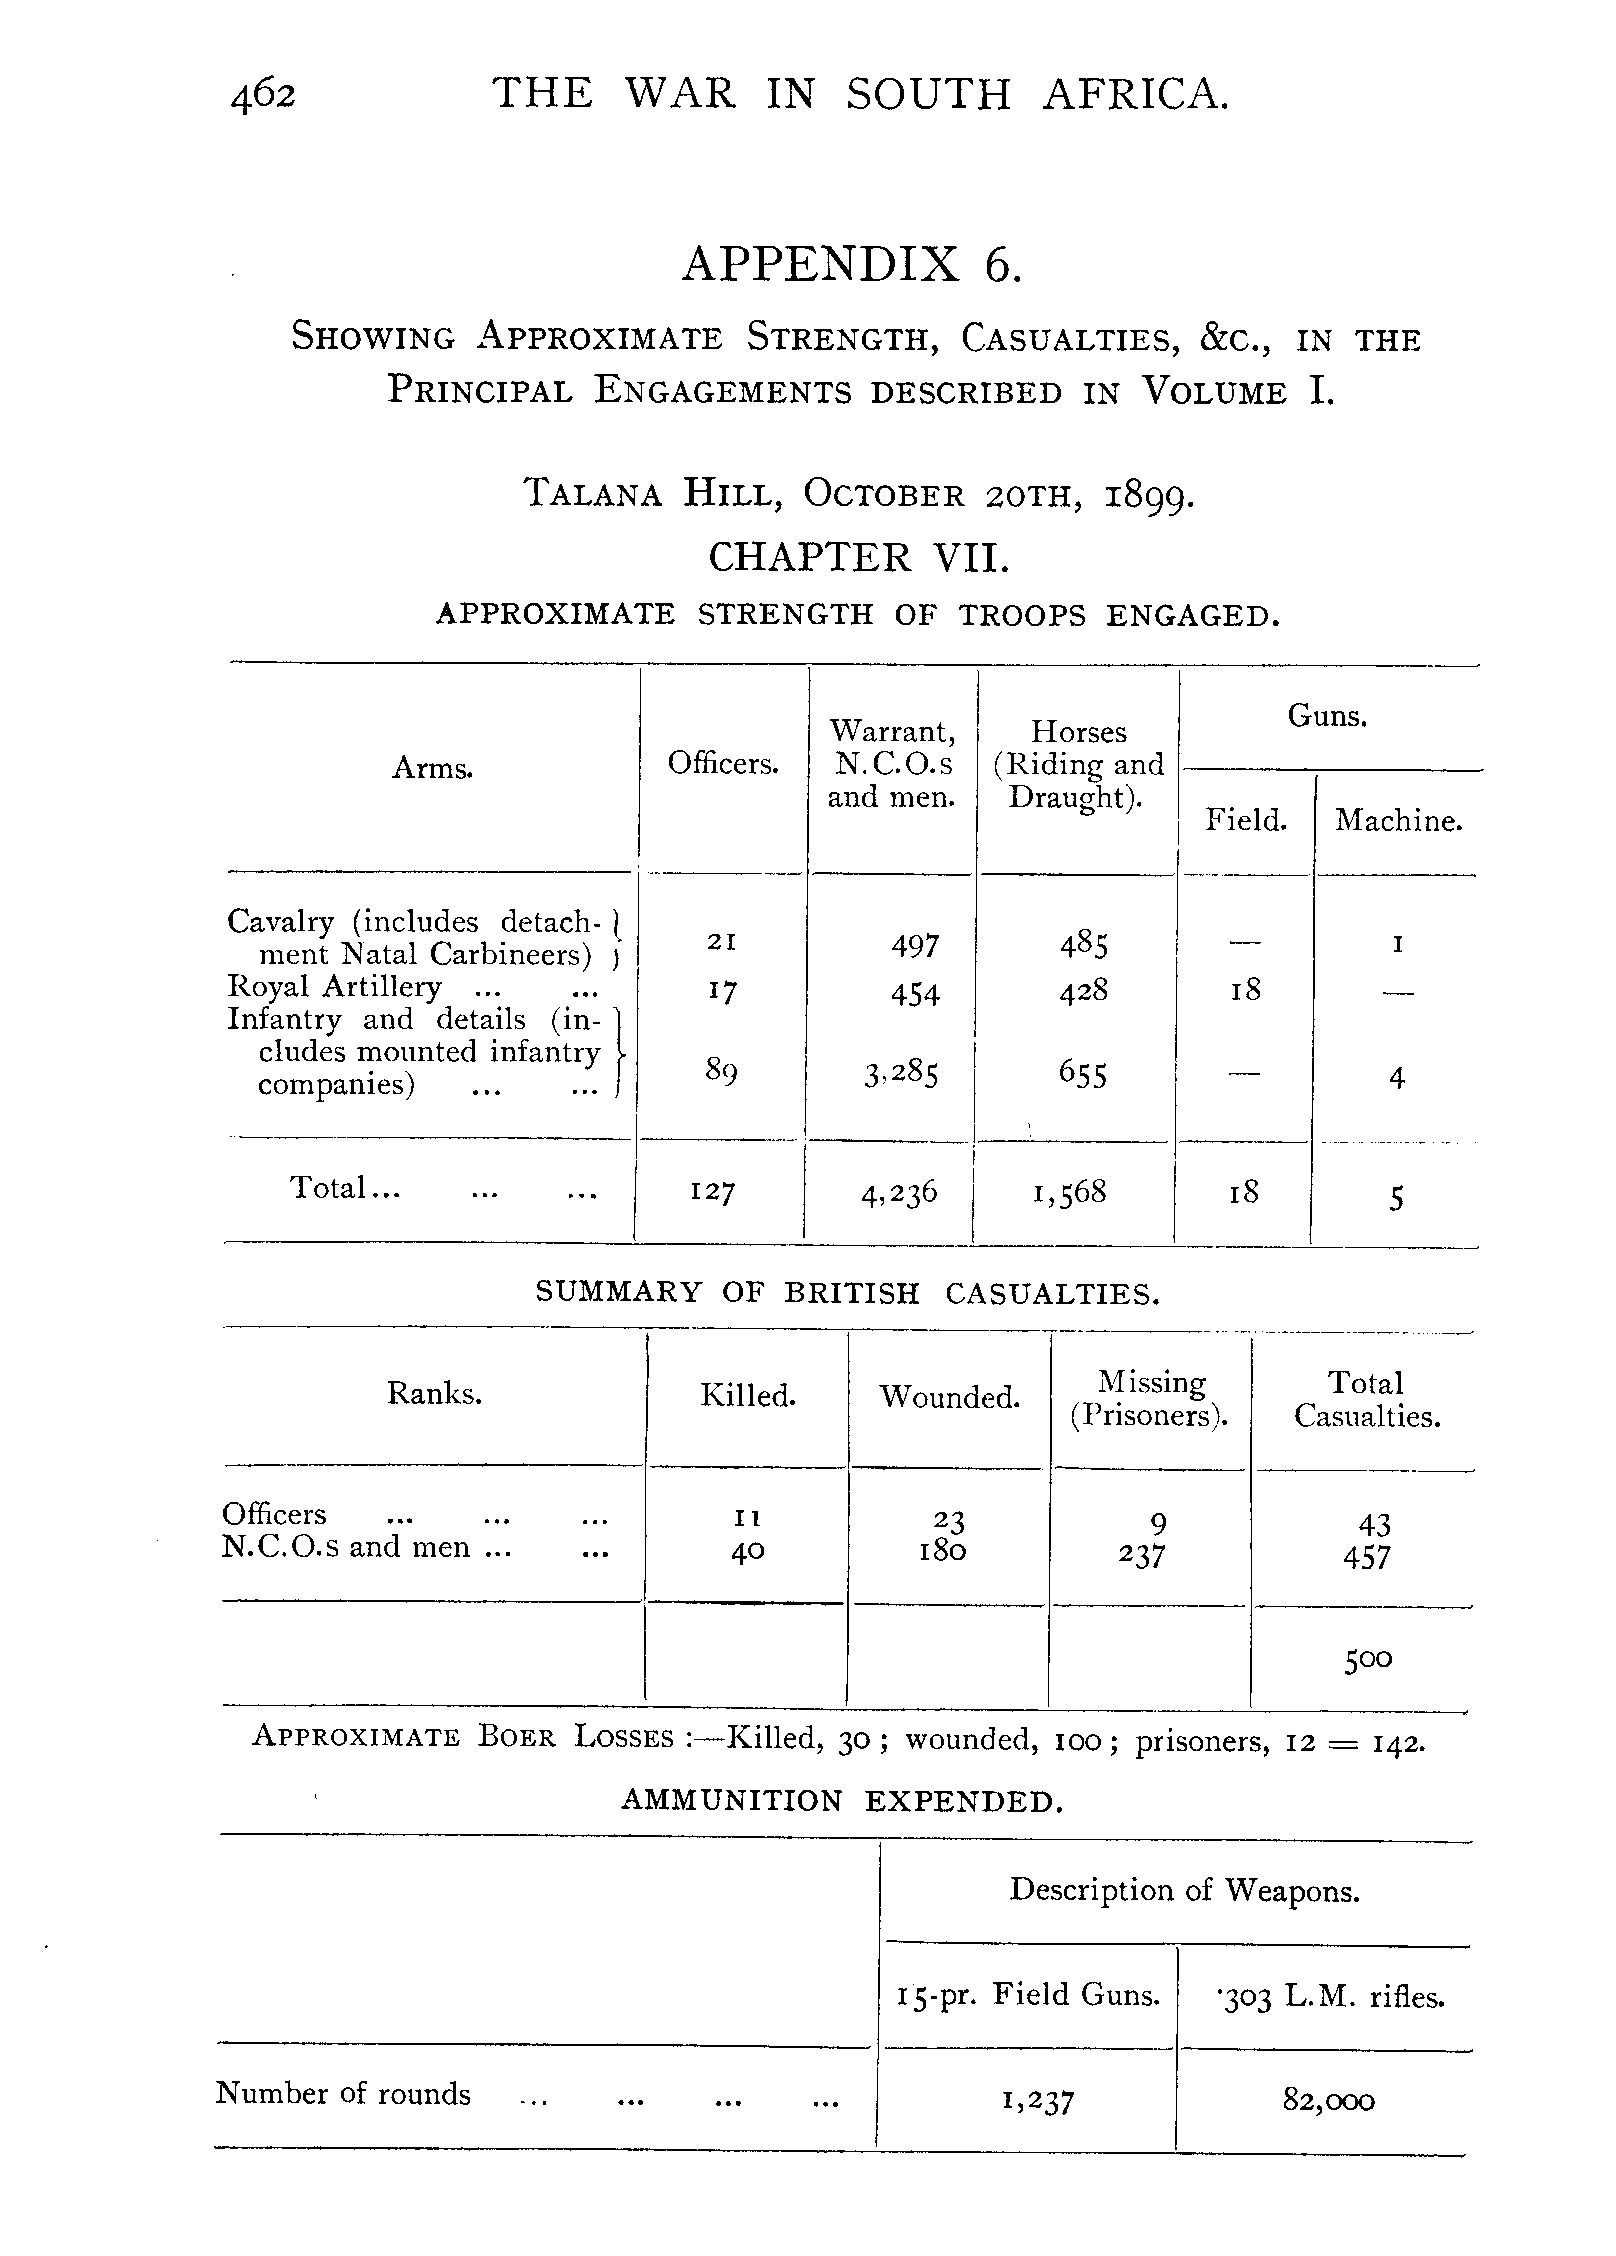 462 THE WAR IN SOUTH AFRICA.
APPENDIX 6.
SHOWING APPROXIMATE STRENGTH, CASUALTIES, &C., IN THE
PRINCIPAL ENGAGEMENTS DESCRIBED IN VOLUME I.
TALANA HILL, OCTOBER 20TH, 1899.
CHAPTER VII.
APPROXIMATE STRENGTH OF TROOPS ENGAGED.
Arms. Officers. Warrant, N.C.O.s and men. Horses (Riding and Draught). Guns.
Field. Machine.
Cavalry (includes detach-
ment Natal Carbineers) 21 497 485 — 1
Royal Artillery ... ... 17 454 428 18 —
Infantry and details (in-
cludes mounted infantry
companies) ... ... 89 3,285 655 — 4
Total ... ... ... 127 4,236 1,568 18 5
SUMMARY OF BRITISH CASUALTIES.
Ranks. Killed. Wounded. Missing (Prisoners). Total Casualties.
Officers ... ... ... 11 23 9 43
N.C.O.s and men ... ... 40 180 237 457
500
APPROXIMATE BOER LOSSES :—Killed, 30 ; wounded, 100 ; prisoners, 12 = 142.
AMMUNITION EXPENDED.
Description of Weapons.
15-pr. Field Guns. ·303 L.M. rifles.
Number of rounds ... ... ... ... 1,237 82,000